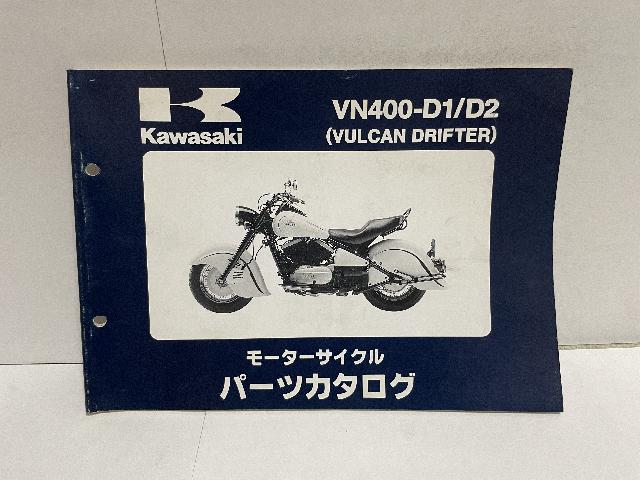 Kawasaki
VN400-D1/D2
(VULCAN DRIFTER)
モーターサイクル
パーツカタログ